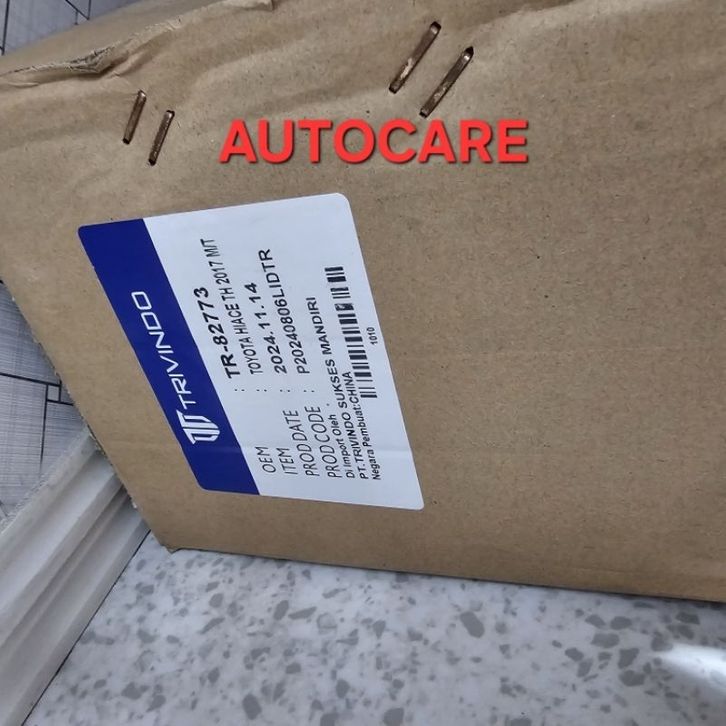 AUTOCARE
TRIVINDO
OEM : TR-82773
ITEM : TOYOTA HIACE TH 2017 M/T
PROD DATE : 2024.11.14
PROD CODE : P20240806LIDTR
Di Import Oleh :
PT. TRIVINDO SUKSES MANDIRI
Negara Pembuat:CHINA
1010